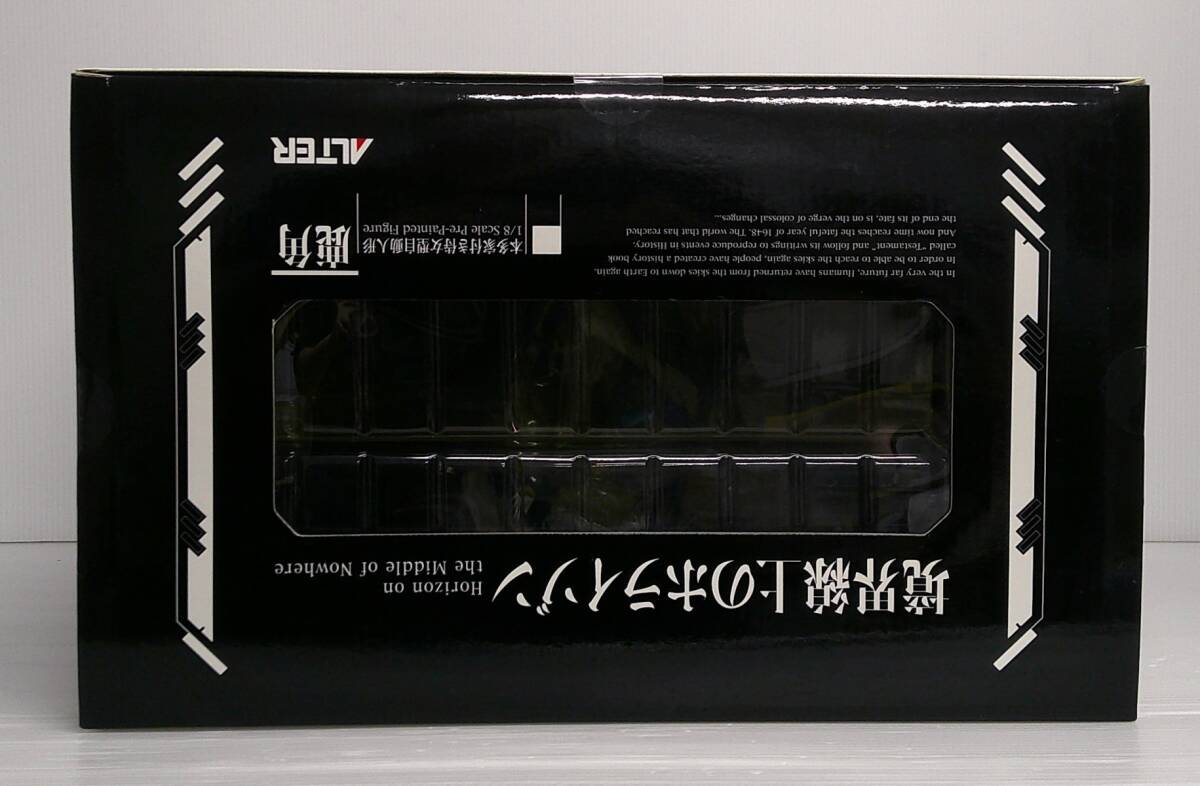 境界線上のホライゾン
Horizon on
the Middle of Nowhere
In the very far future, Humans have returned from the skies down to Earth again.
In order to be able to reach the skies again, people have created a history book
called "Testament" and follow its writings to reproduce events in History.
And now time reaches the fateful year of 1648. The world that has reached
the end of its fate, is on the verge of colossal changes...
本多家付き侍女型自動人形
1/8 Scale Pre-Painted Figure
鹿角
ALTER